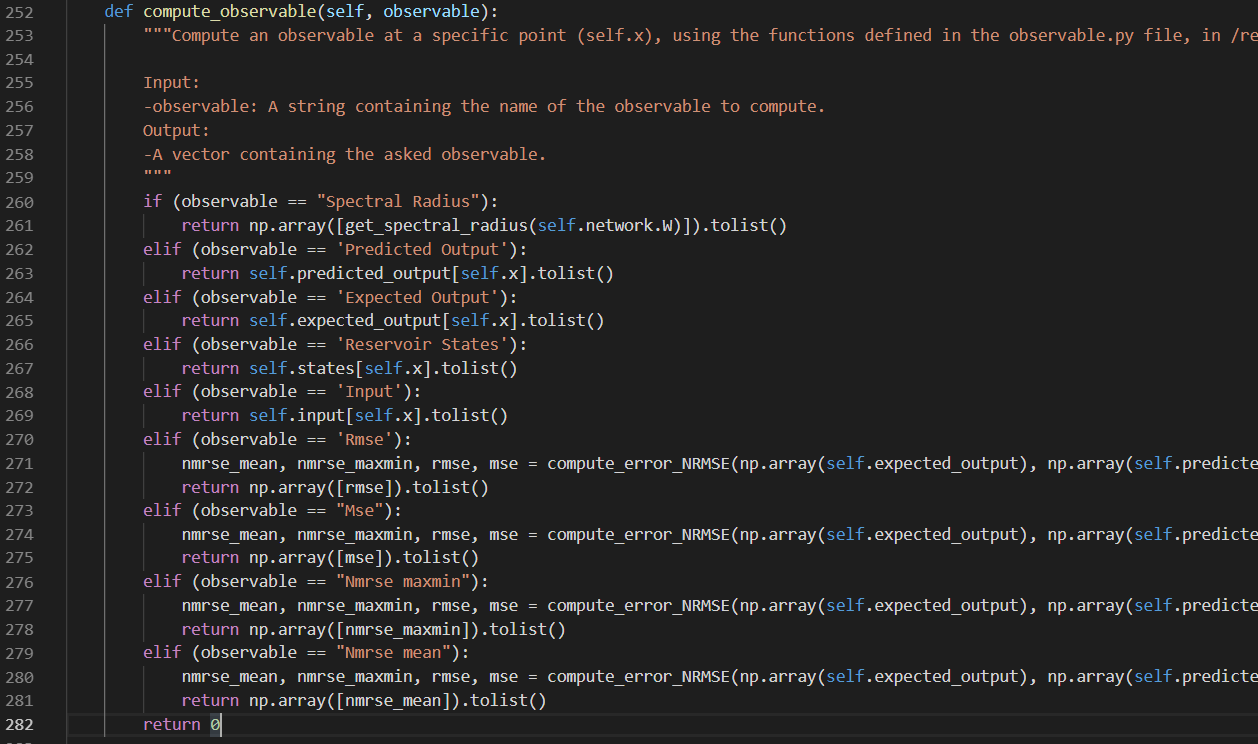 252 def compute_observable(self, observable):
253 """Compute an observable at a specific point (self.x), using the functions defined in the observable.py file, in /re
254
255 Input:
256 -observable: A string containing the name of the observable to compute.
257 Output:
258 -A vector containing the asked observable.
259 """
260 if (observable == "Spectral Radius"):
261 return np.array([get_spectral_radius(self.network.W)]).tolist()
262 elif (observable == 'Predicted Output'):
263 return self.predicted_output[self.x].tolist()
264 elif (observable == 'Expected Output'):
265 return self.expected_output[self.x].tolist()
266 elif (observable == 'Reservoir States'):
267 return self.states[self.x].tolist()
268 elif (observable == 'Input'):
269 return self.input[self.x].tolist()
270 elif (observable == 'Rmse'):
271 nmrse_mean, nmrse_maxmin, rmse, mse = compute_error_NRMSE(np.array(self.expected_output), np.array(self.predicte
272 return np.array([rmse]).tolist()
273 elif (observable == "Mse"):
274 nmrse_mean, nmrse_maxmin, rmse, mse = compute_error_NRMSE(np.array(self.expected_output), np.array(self.predicte
275 return np.array([mse]).tolist()
276 elif (observable == "Nmrse maxmin"):
277 nmrse_mean, nmrse_maxmin, rmse, mse = compute_error_NRMSE(np.array(self.expected_output), np.array(self.predicte
278 return np.array([nmrse_maxmin]).tolist()
279 elif (observable == "Nmrse mean"):
280 nmrse_mean, nmrse_maxmin, rmse, mse = compute_error_NRMSE(np.array(self.expected_output), np.array(self.predicte
281 return np.array([nmrse_mean]).tolist()
282 return 0